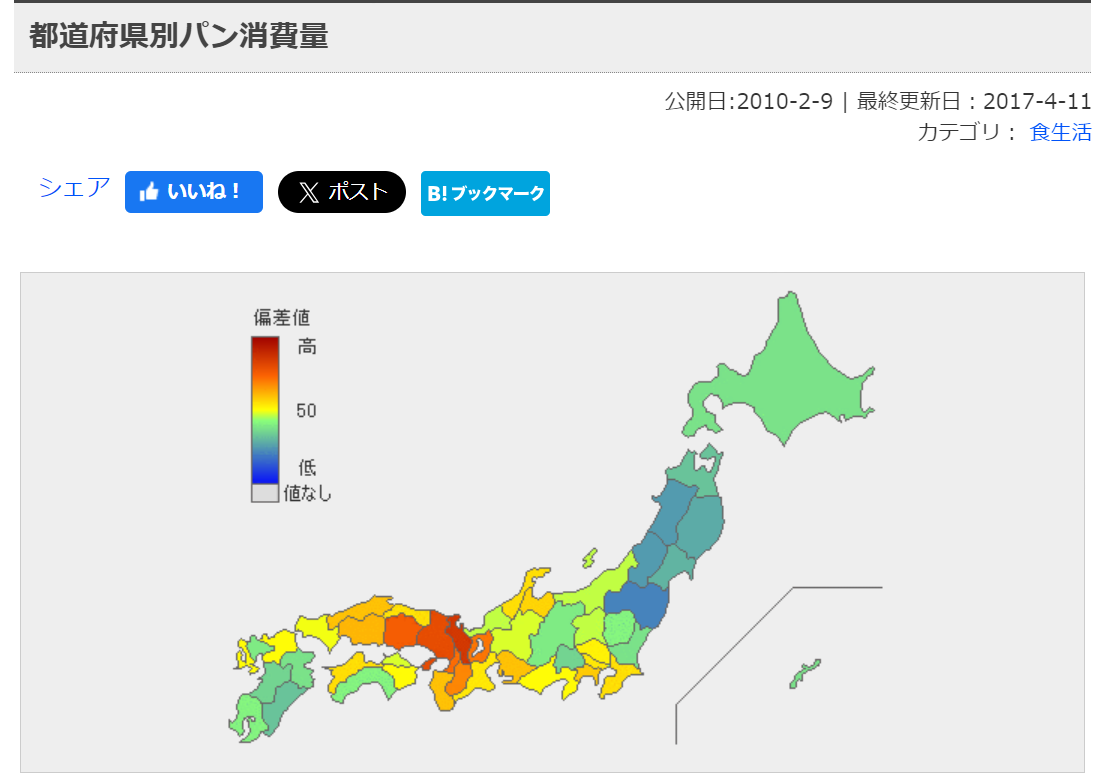 都道府県別パン消費量
公開日:2010-2-9 | 最終更新日：2017-4-11
カテゴリ： 食生活
シェア いいね！ ポスト B!ブックマーク
偏差値
高
50
低
値なし